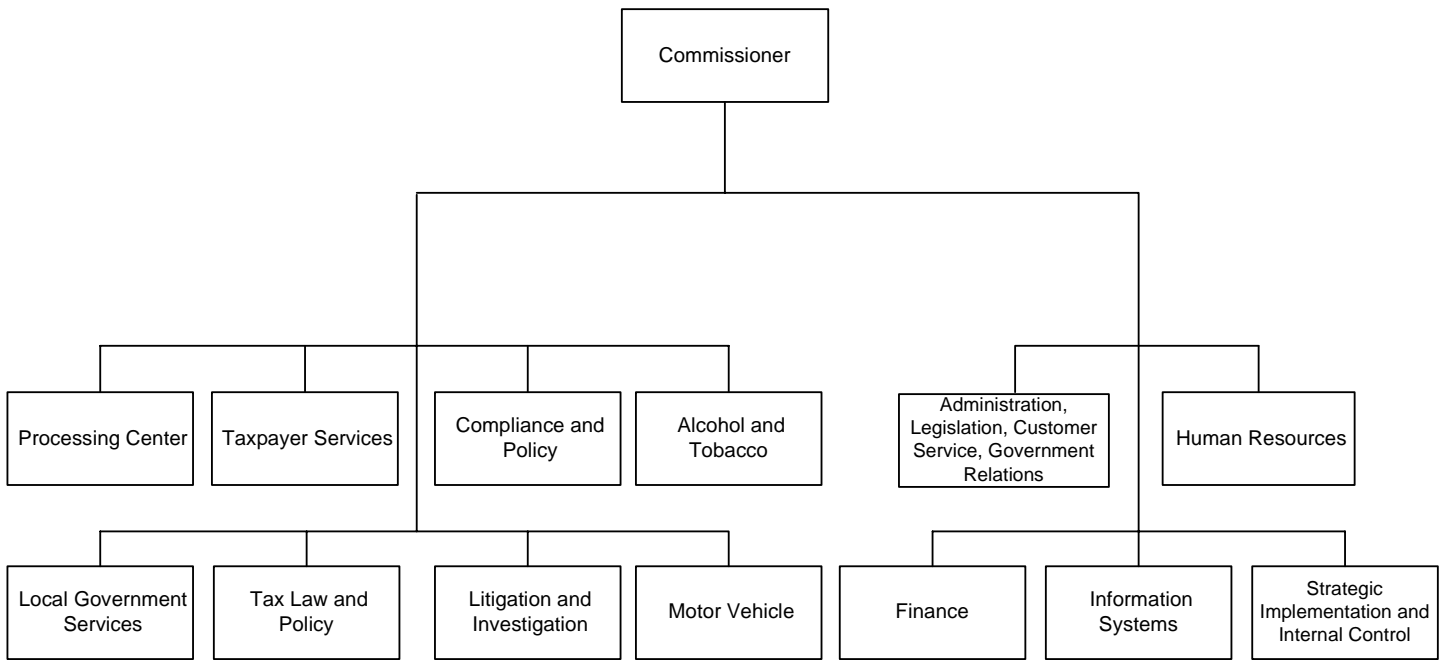 Commissioner
Processing Center
Taxpayer Services
Compliance and
Policy
Alcohol and
Tobacco
Administration,
Legislation, Customer
Service, Government
Relations
Human Resources
Local Government
Services
Tax Law and
Policy
Litigation and
Investigation
Motor Vehicle
Finance
Information
Systems
Strategic
Implementation and
Internal Control